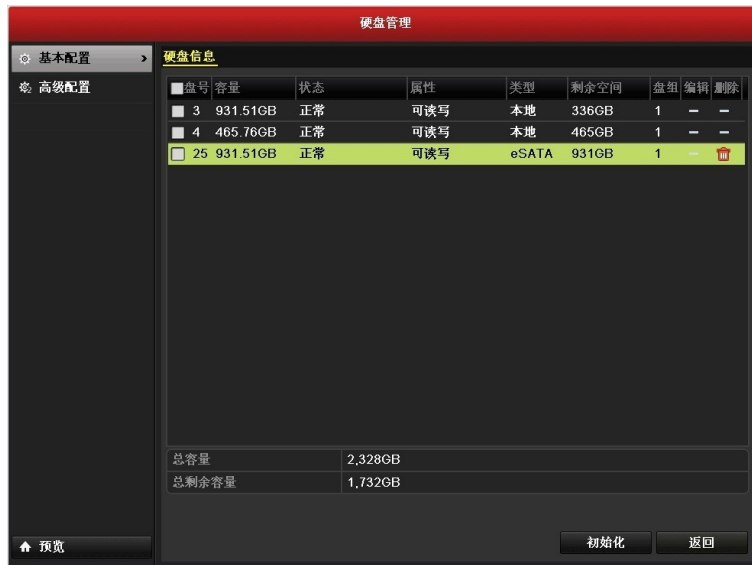 硬盘管理
基本配置
高级配置
预览
硬盘信息
盘号 容量 状态 属性 类型 剩余空间 盘组 编辑 删除
3 931.51GB 正常 可读写 本地 336GB 1 – –
4 465.76GB 正常 可读写 本地 465GB 1 – –
25 931.51GB 正常 可读写 eSATA 931GB 1 –
总容量 2,328GB
总剩余容量 1,732GB
初始化 返回